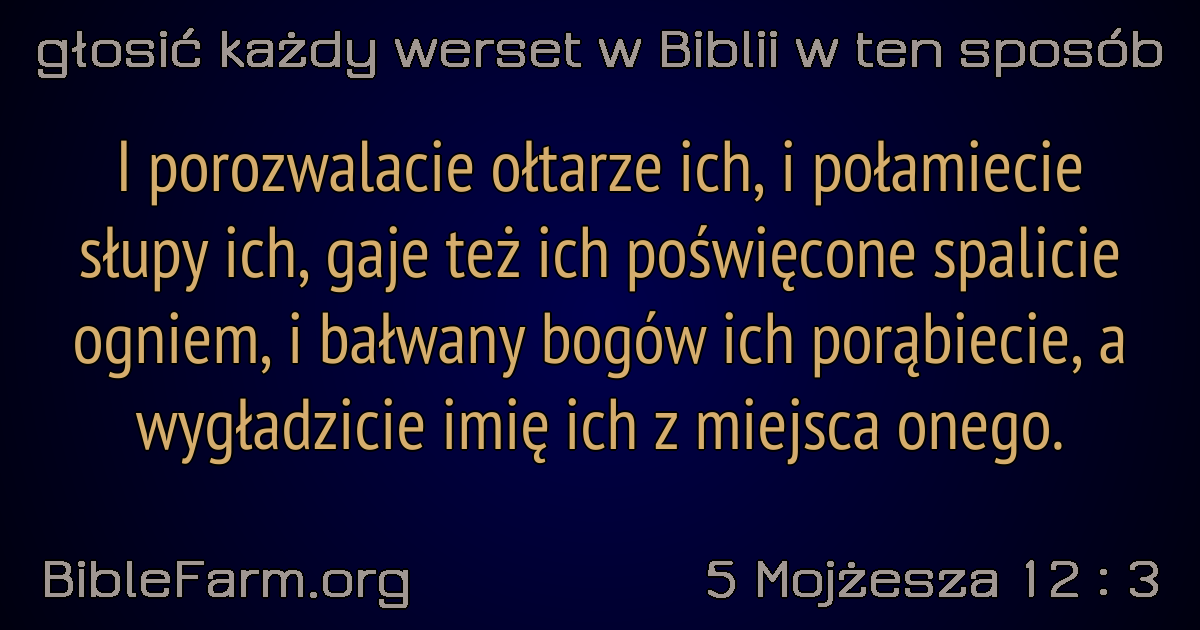 głosić każdy werset w Biblii w ten sposób
I porozwalacie ołtarze ich, i połamiecie
słupy ich, gaje też ich poświęcone spalicie
ogniem, i bałwany bogów ich porąbiecie, a
wygładzicie imię ich z miejsca onego.
BibleFarm.org
5 Mojżesza 12 : 3